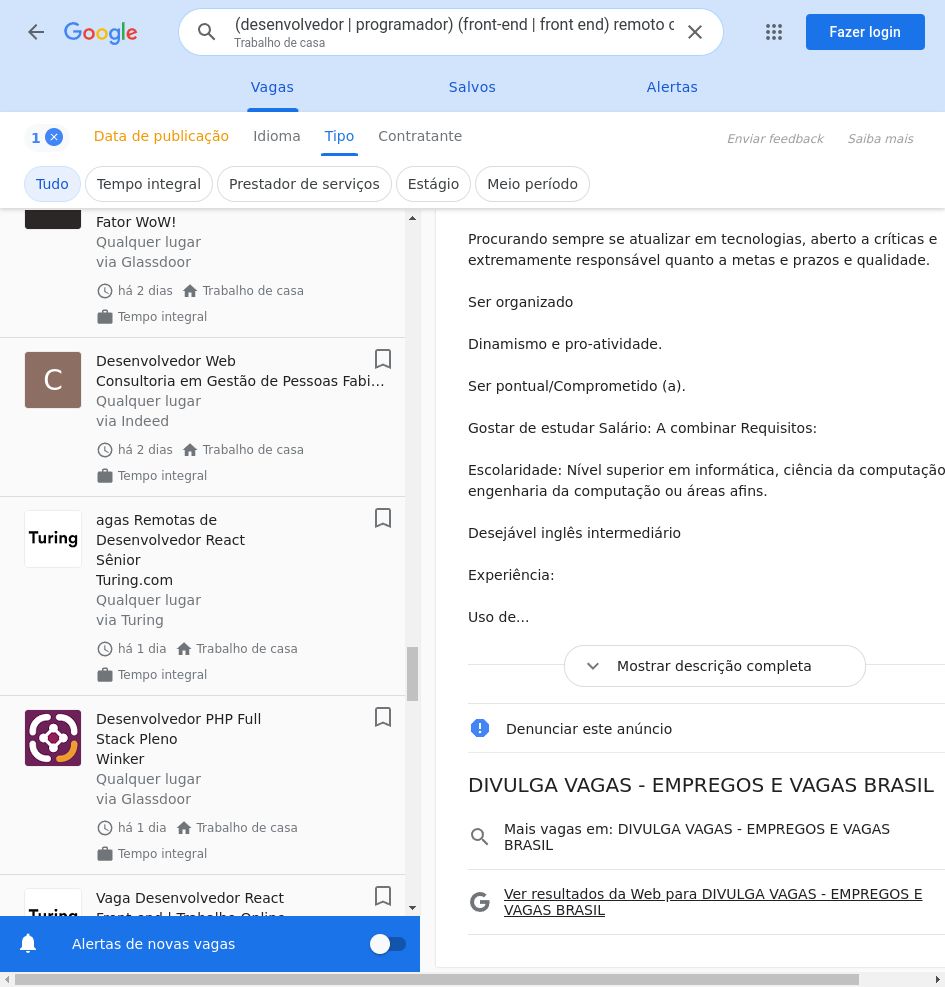 Google
(desenvolvedor | programador) (front-end | front end) remoto
Trabalho de casa
Fazer login
Vagas
Salvos
Alertas
1
Data de publicação
Idioma
Tipo
Contratante
Enviar feedback
Saiba mais
Tudo
Tempo integral
Prestador de serviços
Estágio
Meio período
Fator WoW!
Qualquer lugar
via Glassdoor
há 2 dias
Trabalho de casa
Tempo integral
C
Desenvolvedor Web
Consultoria em Gestão de Pessoas Fabi...
Qualquer lugar
via Indeed
há 2 dias
Trabalho de casa
Tempo integral
Turing
agas Remotas de
Desenvolvedor React
Sênior
Turing.com
Qualquer lugar
via Turing
há 1 dia
Trabalho de casa
Tempo integral
Desenvolvedor PHP Full
Stack Pleno
Winker
Qualquer lugar
via Glassdoor
há 1 dia
Trabalho de casa
Tempo integral
Turing
Vaga Desenvolvedor React
Front-end | Trabalho Online
Alertas de novas vagas
Procurando sempre se atualizar em tecnologias, aberto a críticas e
extremamente responsável quanto a metas e prazos e qualidade.
Ser organizado
Dinamismo e pro-atividade.
Ser pontual/Comprometido (a).
Gostar de estudar Salário: A combinar Requisitos:
Escolaridade: Nível superior em informática, ciência da computação
engenharia da computação ou áreas afins.
Desejável inglês intermediário
Experiência:
Uso de...
Mostrar descrição completa
Denunciar este anúncio
DIVULGA VAGAS - EMPREGOS E VAGAS BRASIL
Mais vagas em: DIVULGA VAGAS - EMPREGOS E VAGAS
BRASIL
Ver resultados da Web para DIVULGA VAGAS - EMPREGOS E
VAGAS BRASIL